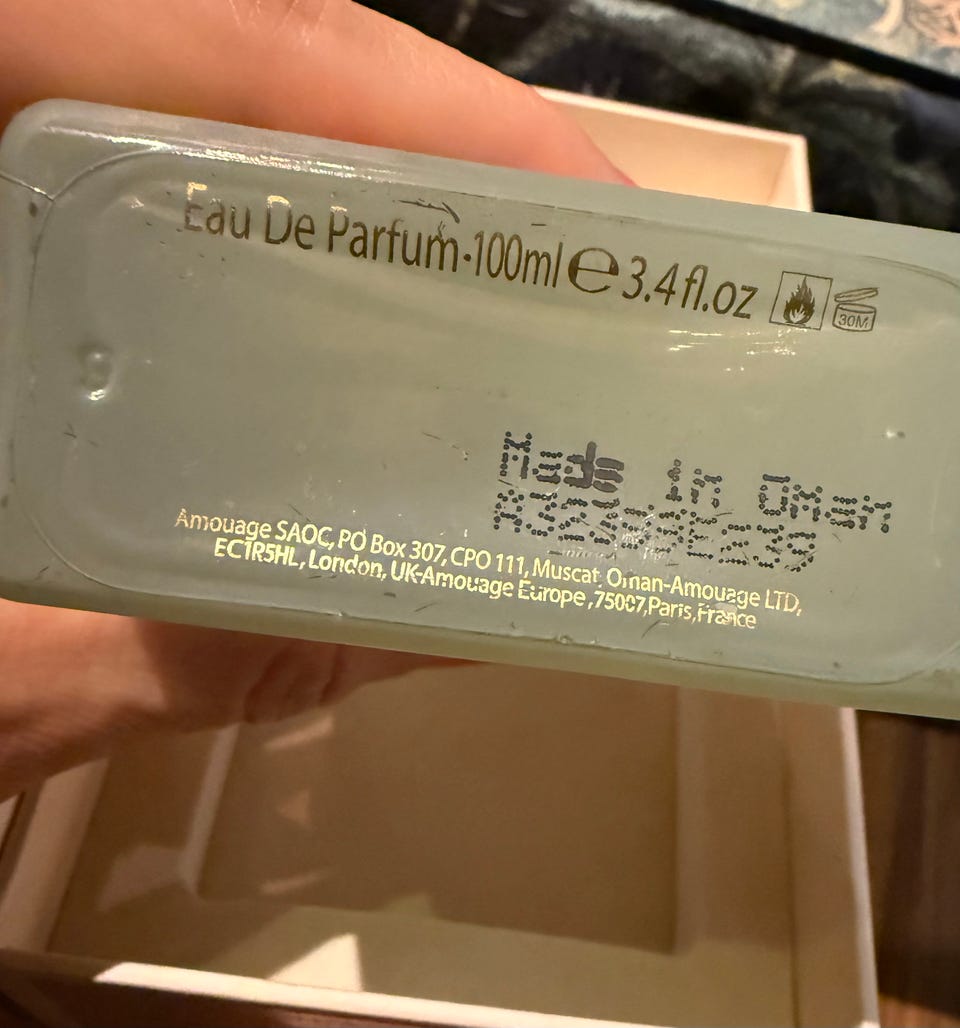 Eau De Parfum·100ml ℮ 3.4 fl.oz
30M
Made in Oman
Amouage SAOC, PO Box 307, CPO 111, Muscat Oman-Amouage LTD,
EC1R5HL, London, UK-Amouage Europe ,75007,Paris,France